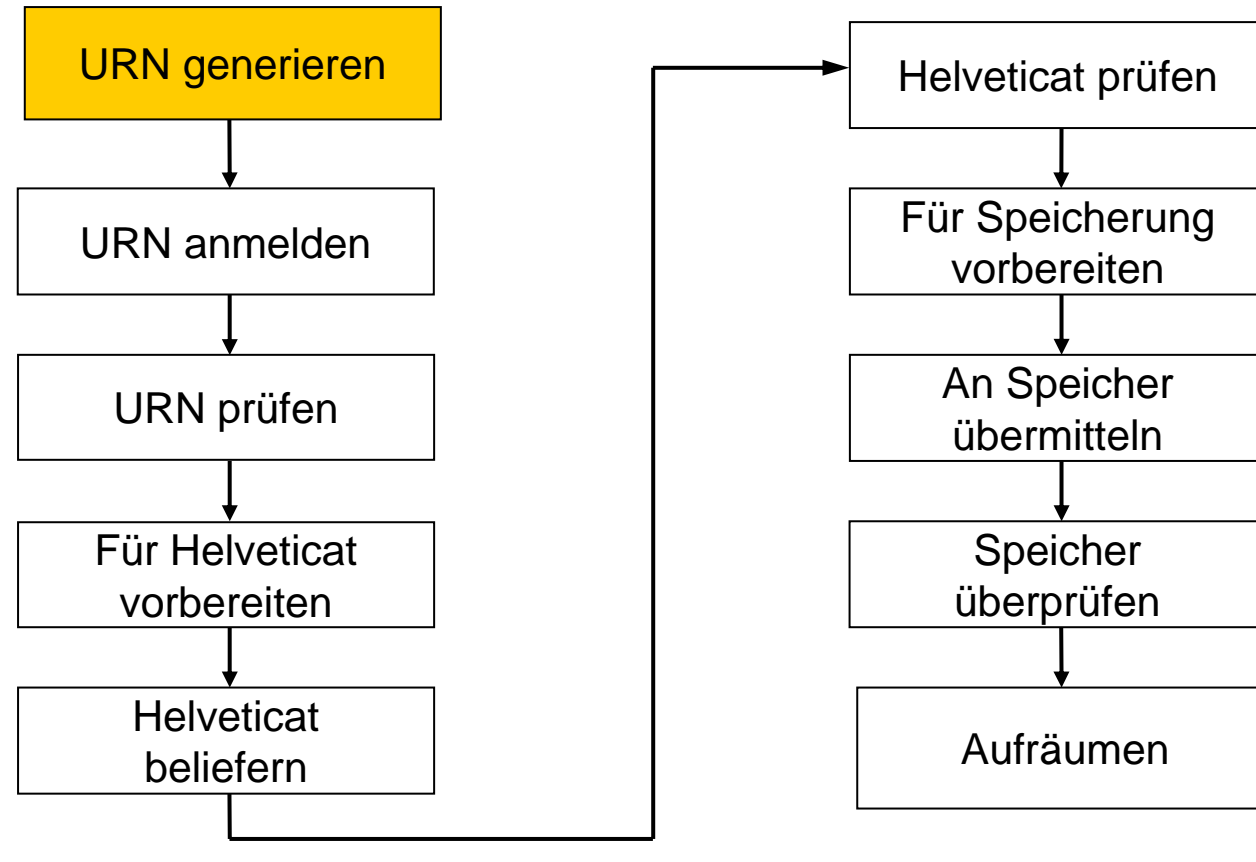 URN generieren
URN anmelden
URN prüfen
Für Helveticat
vorbereiten
Helveticat
beliefern
Helveticat prüfen
Für Speicherung
vorbereiten
An Speicher
übermitteln
Speicher
überprüfen
Aufräumen